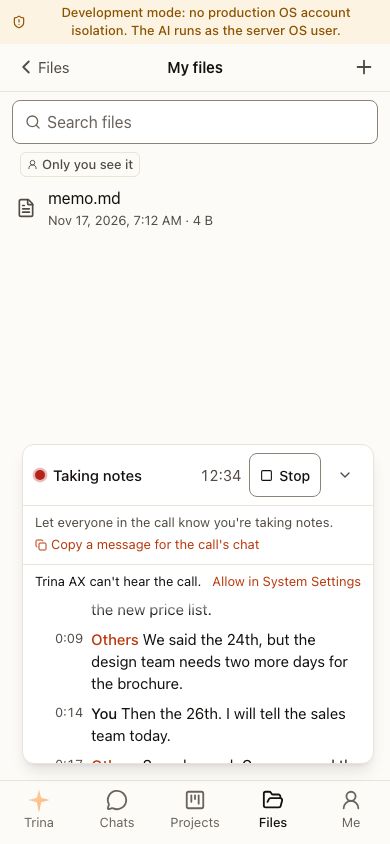 Development mode: no production OS account
isolation. The AI runs as the server OS user.
Files
My files
Search files
Only you see it
memo.md
Nov 17, 2026, 7:12 AM · 4 B
Taking notes
12:34
Stop
Let everyone in the call know you're taking notes.
Copy a message for the call's chat
Trina AX can't hear the call. Allow in System Settings
the new price list.
0:09 Others We said the 24th, but the
design team needs two more days for
the brochure.
0:14 You Then the 26th. I will tell the sales
team today.
Trina
Chats
Projects
Files
Me